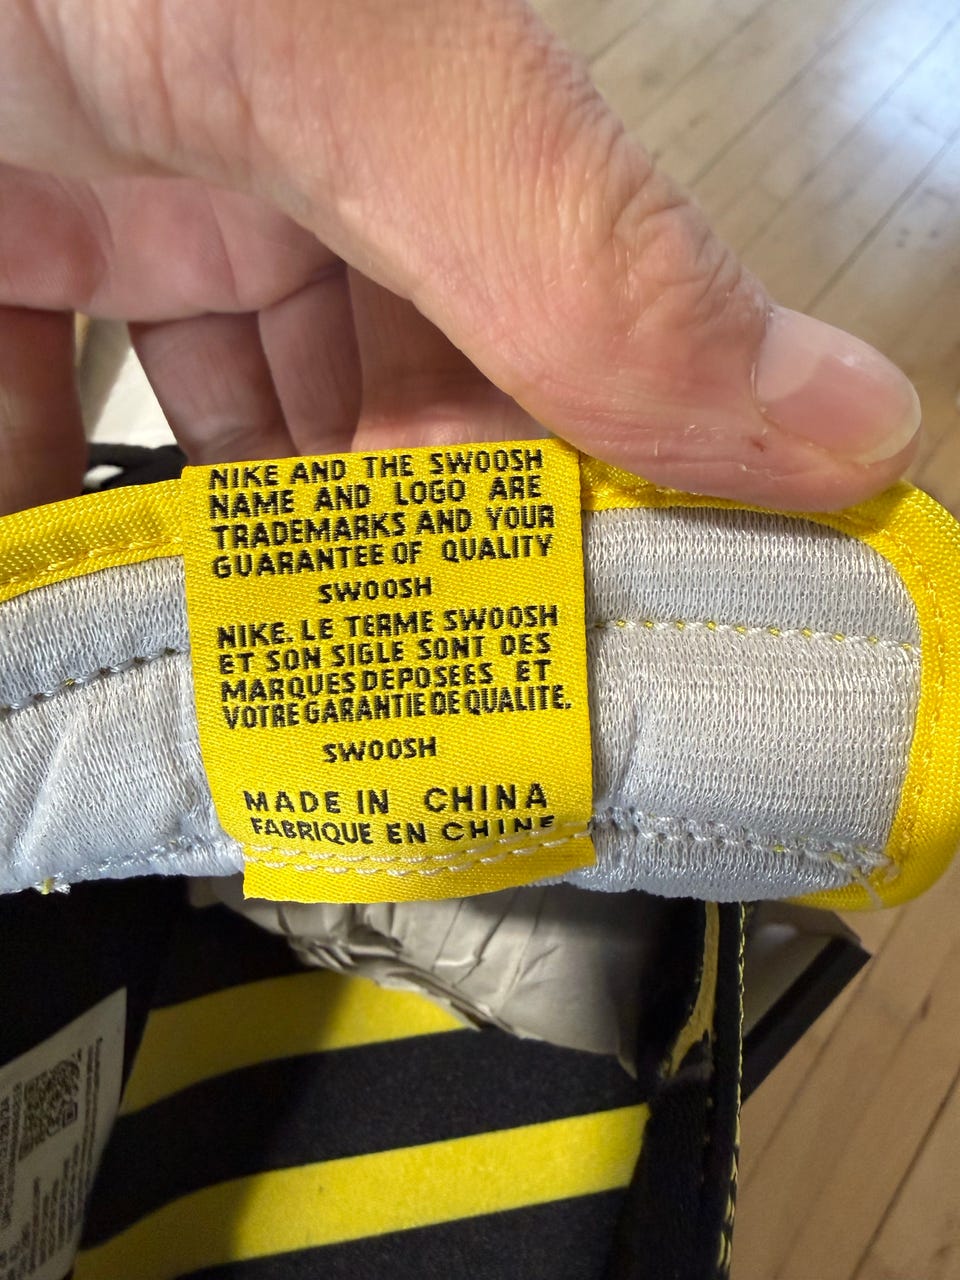 NIKE AND THE SWOOSH
NAME AND LOGO ARE
TRADEMARKS AND YOUR
GUARANTEE OF QUALITY
SWOOSH
NIKE. LE TERME SWOOSH
ET SON SIGLE SONT DES
MARQUES DEPOSEES ET
VOTRE GARANTIE DE QUALITE.
SWOOSH
MADE IN CHINA
FABRIQUE EN CHINE